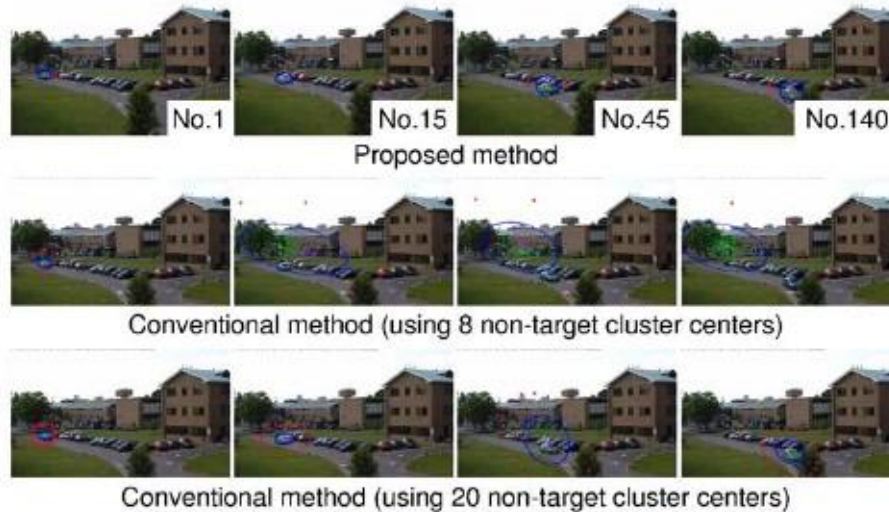 No.1
No.15
No.45
No.140
Proposed method
Conventional method (using 8 non-target cluster centers)
Conventional method (using 20 non-target cluster centers)